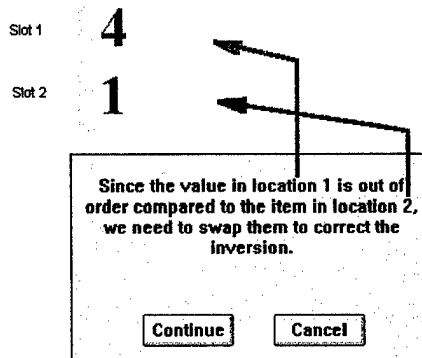 Slot 1 4
Slot 2 1
Since the value in location 1 is out of
order compared to the item in location 2,
we need to swap them to correct the
inversion.
Continue Cancel